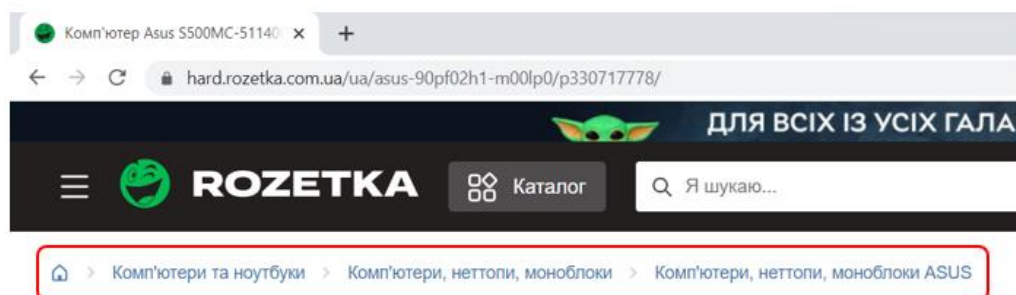 Комп'ютер Asus S500MC-51140
hard.rozetka.com.ua/ua/asus-90pf02h1-m00lp0/p330717778/
ДЛЯ ВСІХ ІЗ УСІХ ГАЛА
ROZETKA Каталог Я шукаю...
Комп'ютери та ноутбуки > Комп'ютери, неттопи, моноблоки > Комп'ютери, неттопи, моноблоки ASUS